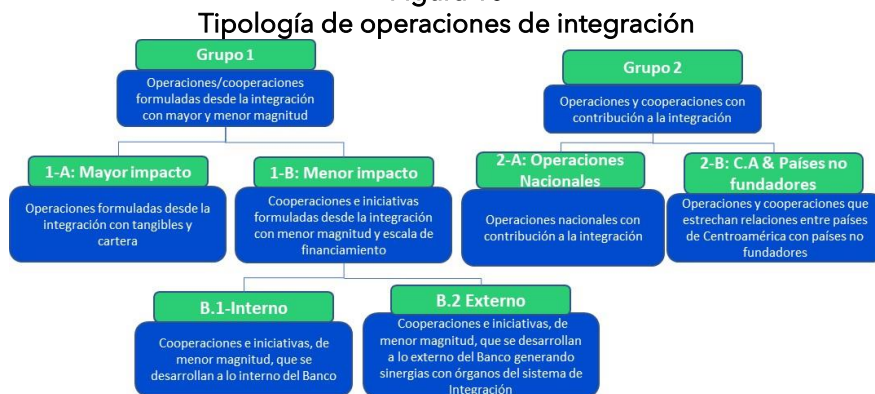 Tipología de operaciones de integración
Grupo 1
Operaciones/cooperaciones
formuladas desde la integración
con mayor y menor magnitud
Grupo 2
Operaciones y cooperaciones con
contribución a la integración
1-A: Mayor impacto
Operaciones formuladas desde la
integración con tangibles y
cartera
1-B: Menor impacto
Cooperaciones e iniciativas
formuladas desde la integración
con menor magnitud y escala de
financiamiento
2-A: Operaciones
Nacionales
Operaciones nacionales con
contribución a la integración
2-B: C.A & Países no
fundadores
Operaciones y cooperaciones que
estrechan relaciones entre países
de Centroamérica con países no
fundadores
B.1-Interno
Cooperaciones e iniciativas, de
menor magnitud, que se
desarrollan a lo interno del Banco
B.2 Externo
Cooperaciones e iniciativas, de
menor magnitud, que se desarrollan
a lo externo del Banco generando
sinergias con órganos del sistema de
Integración